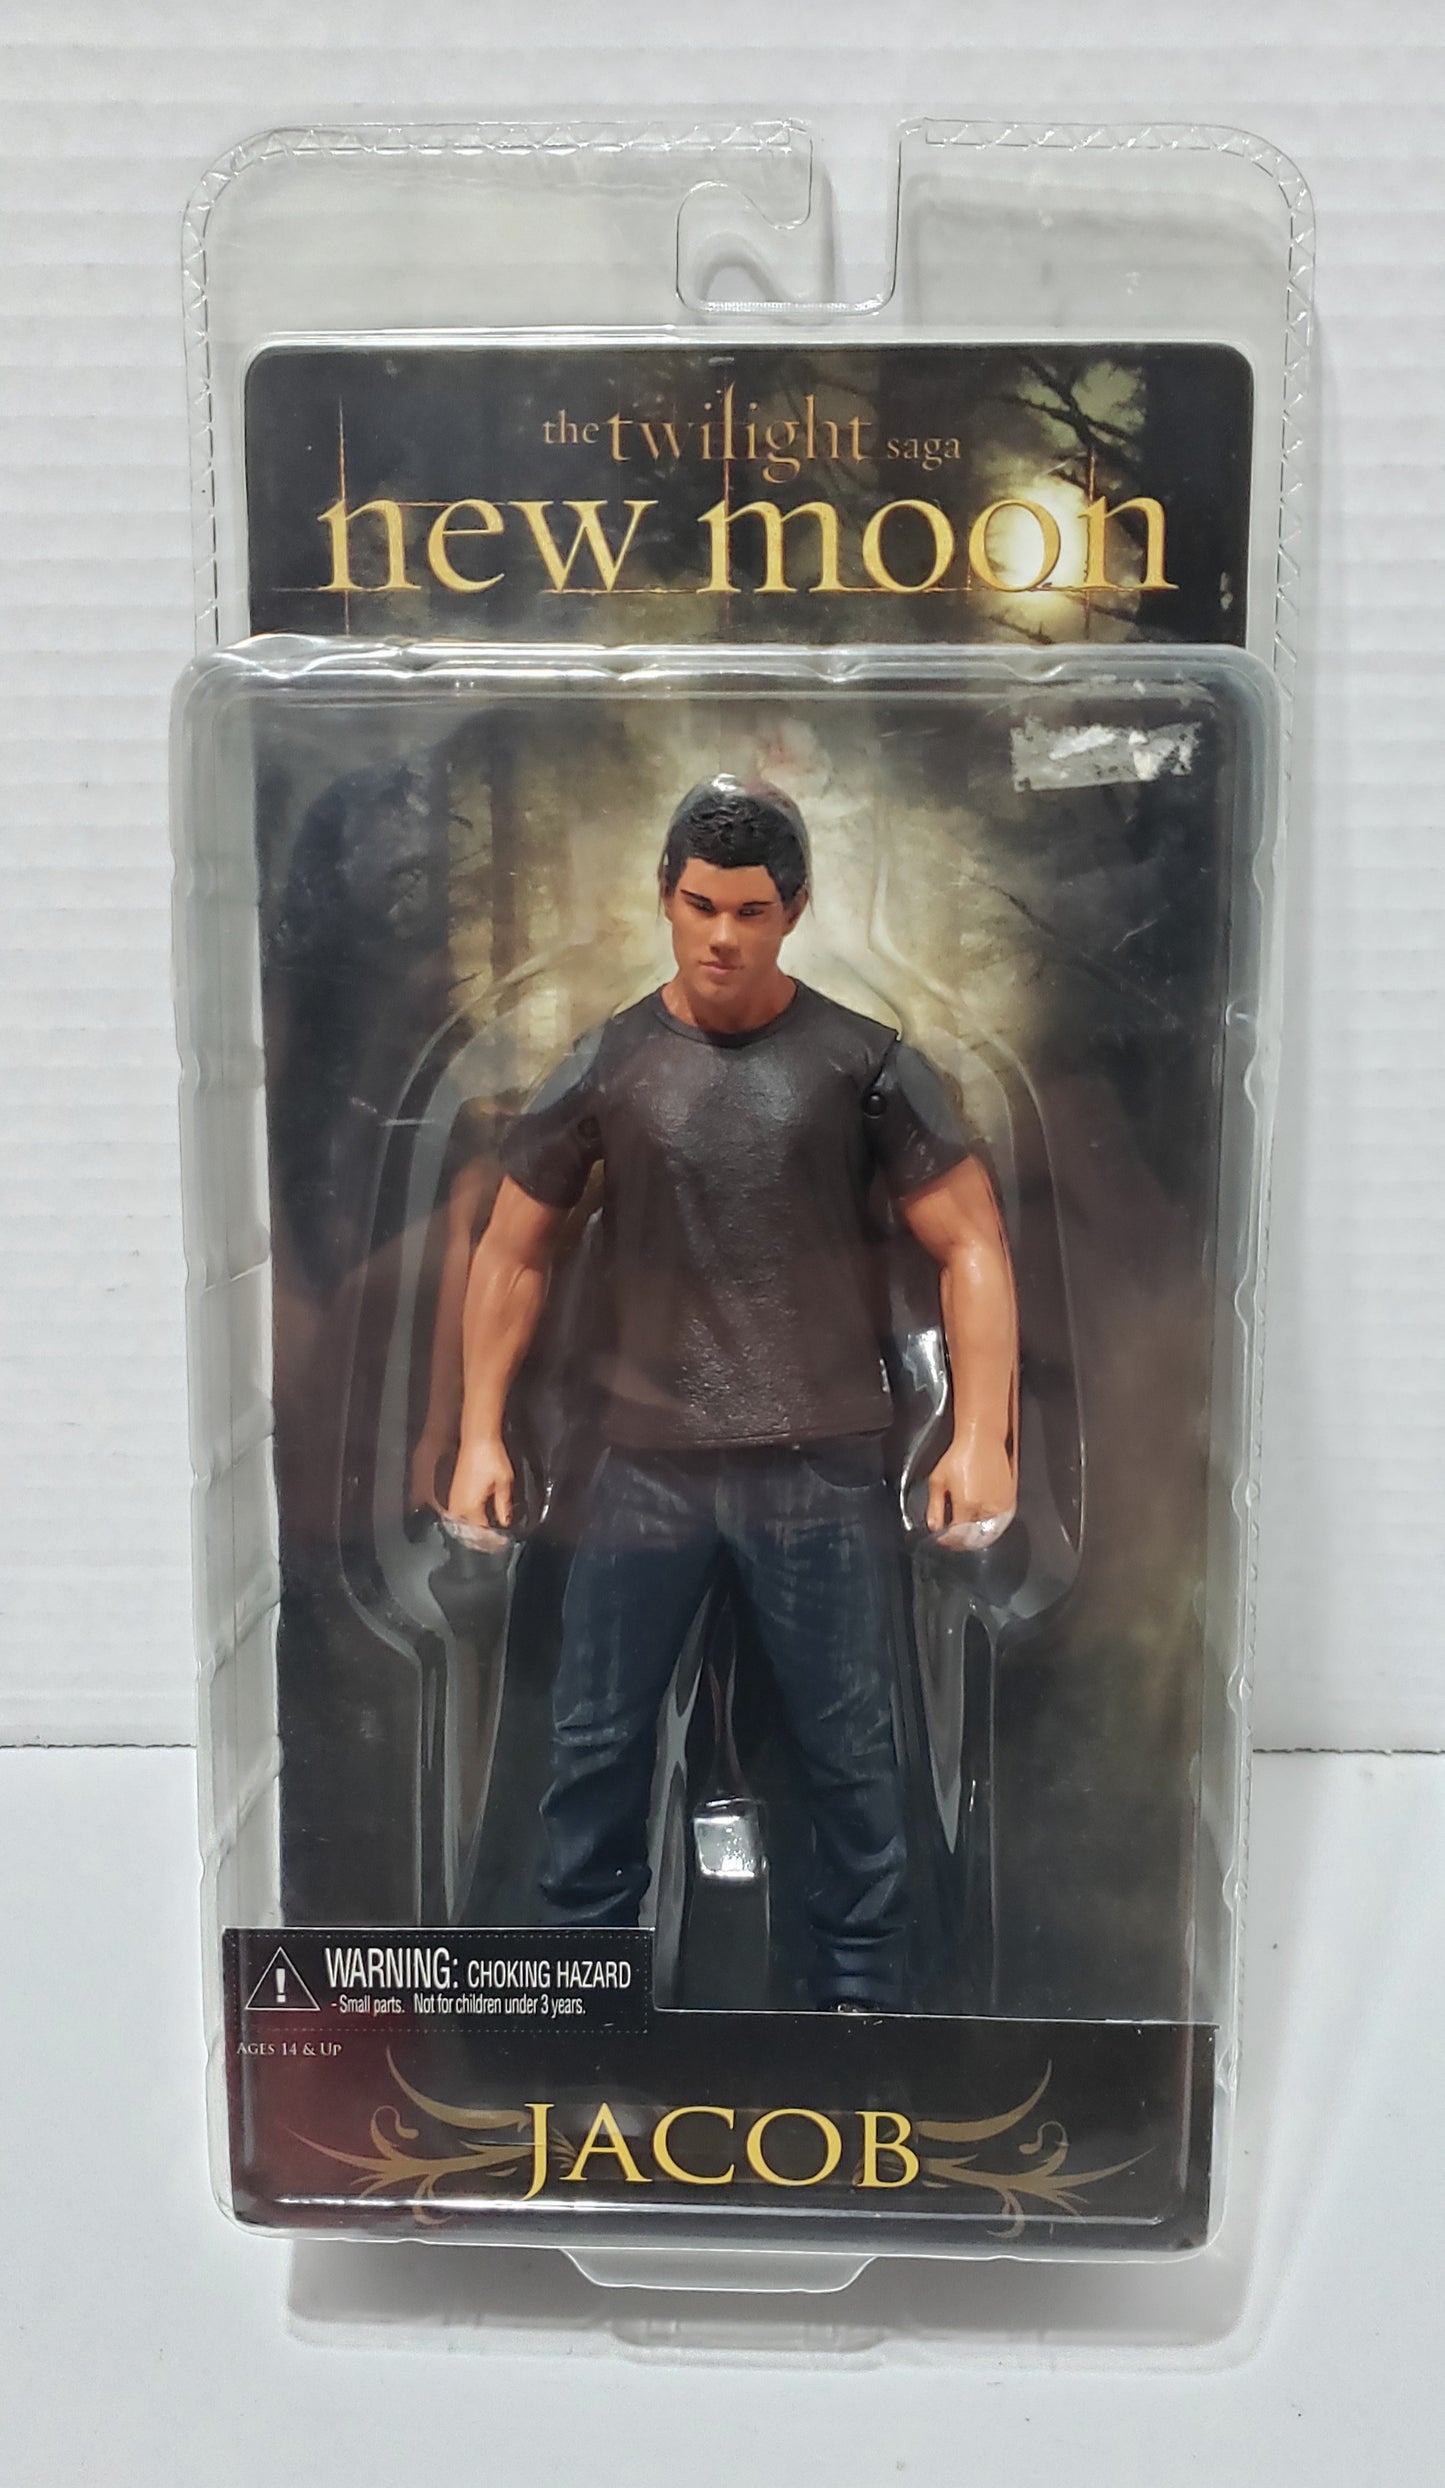 the twilight saga
new moon
WARNING: CHOKING HAZARD
- Small parts. Not for children under 3 years.
AGES 14 & UP
JACOB